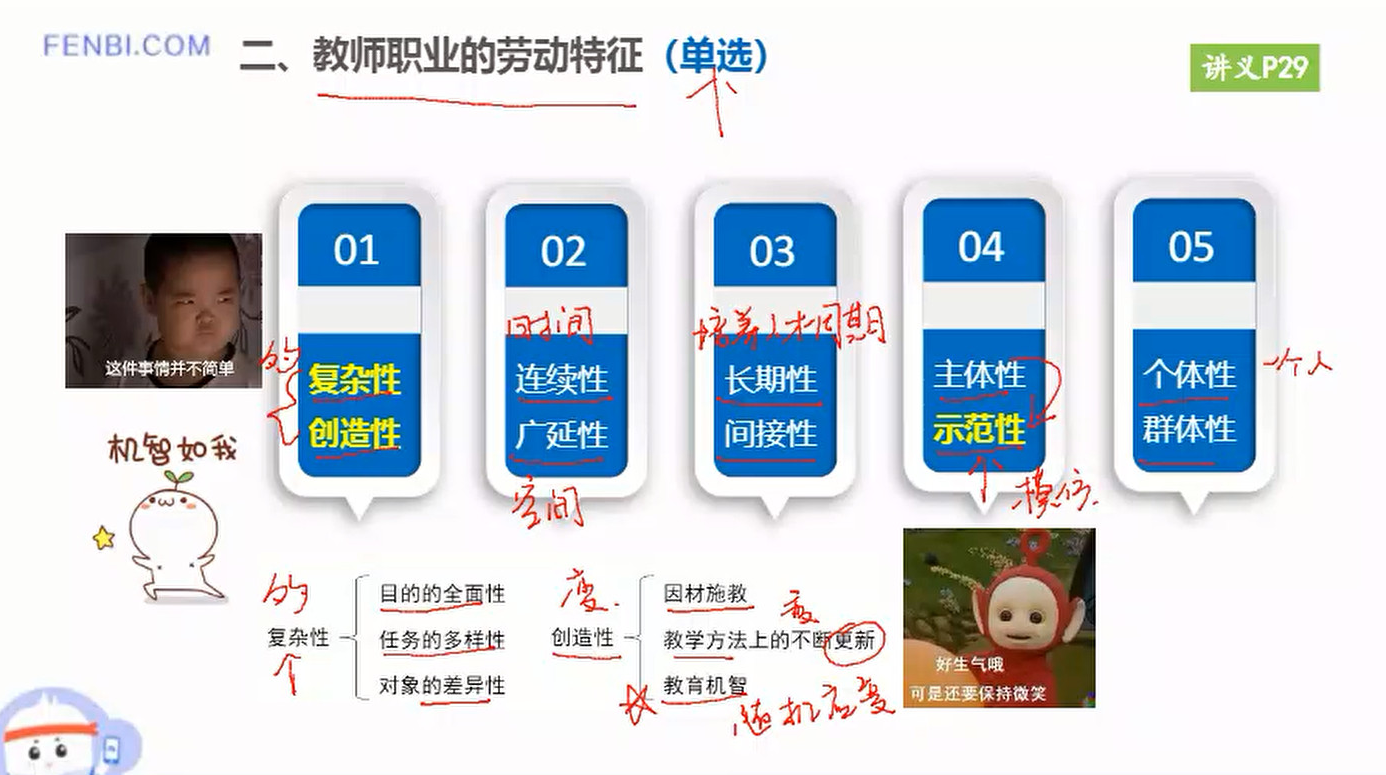 FENBI.COM
二、教师职业的劳动特征（单选）
讲义P29
01
02
03
04
05
时间
培养人才周期
这件事情并不简单
的
复杂性
连续性
长期性
主体性
个体性
一个人
创造性
广延性
间接性
示范性
群体性
机智如我
空间
模仿
的
复杂性
目的的全面性
任务的多样性
对象的差异性
变
创造性
因材施教
变
教学方法上的不断更新
教育机智
随机应变
好生气哦
可是还要保持微笑